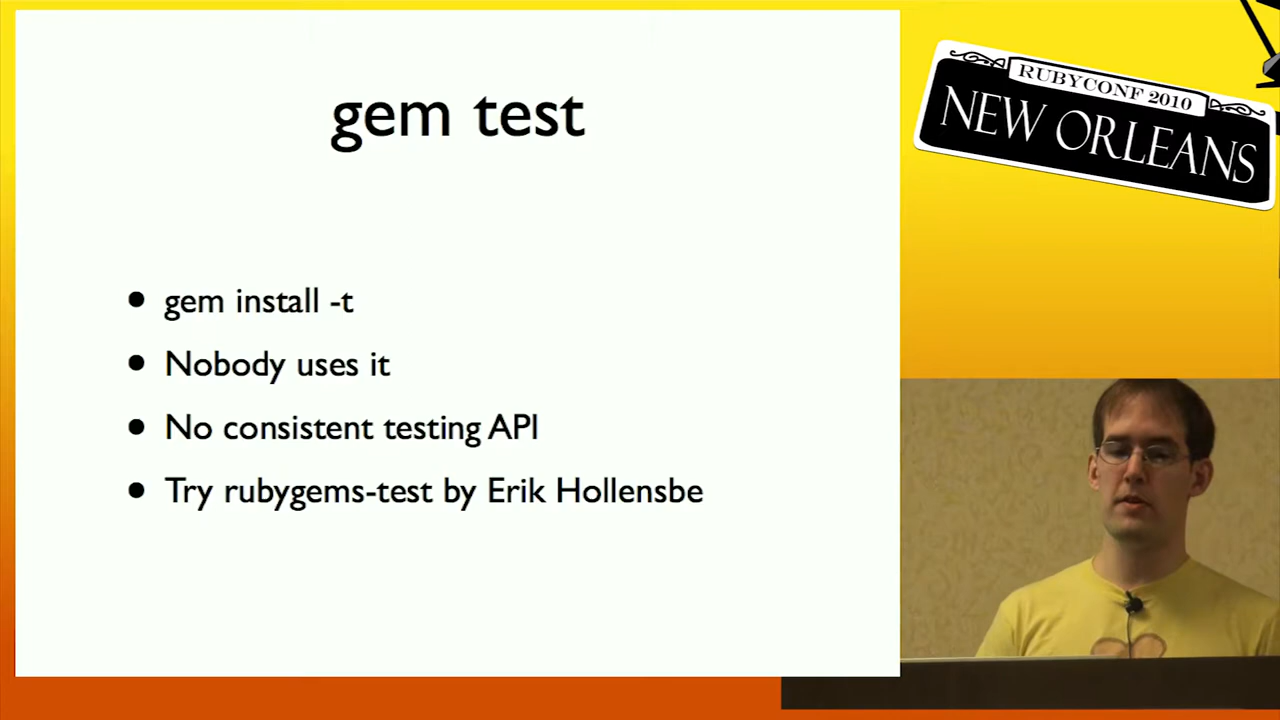 gem test
• gem install -t
• Nobody uses it
• No consistent testing API
• Try rubygems-test by Erik Hollensbe
RUBYCONF 2010
NEW ORLEANS